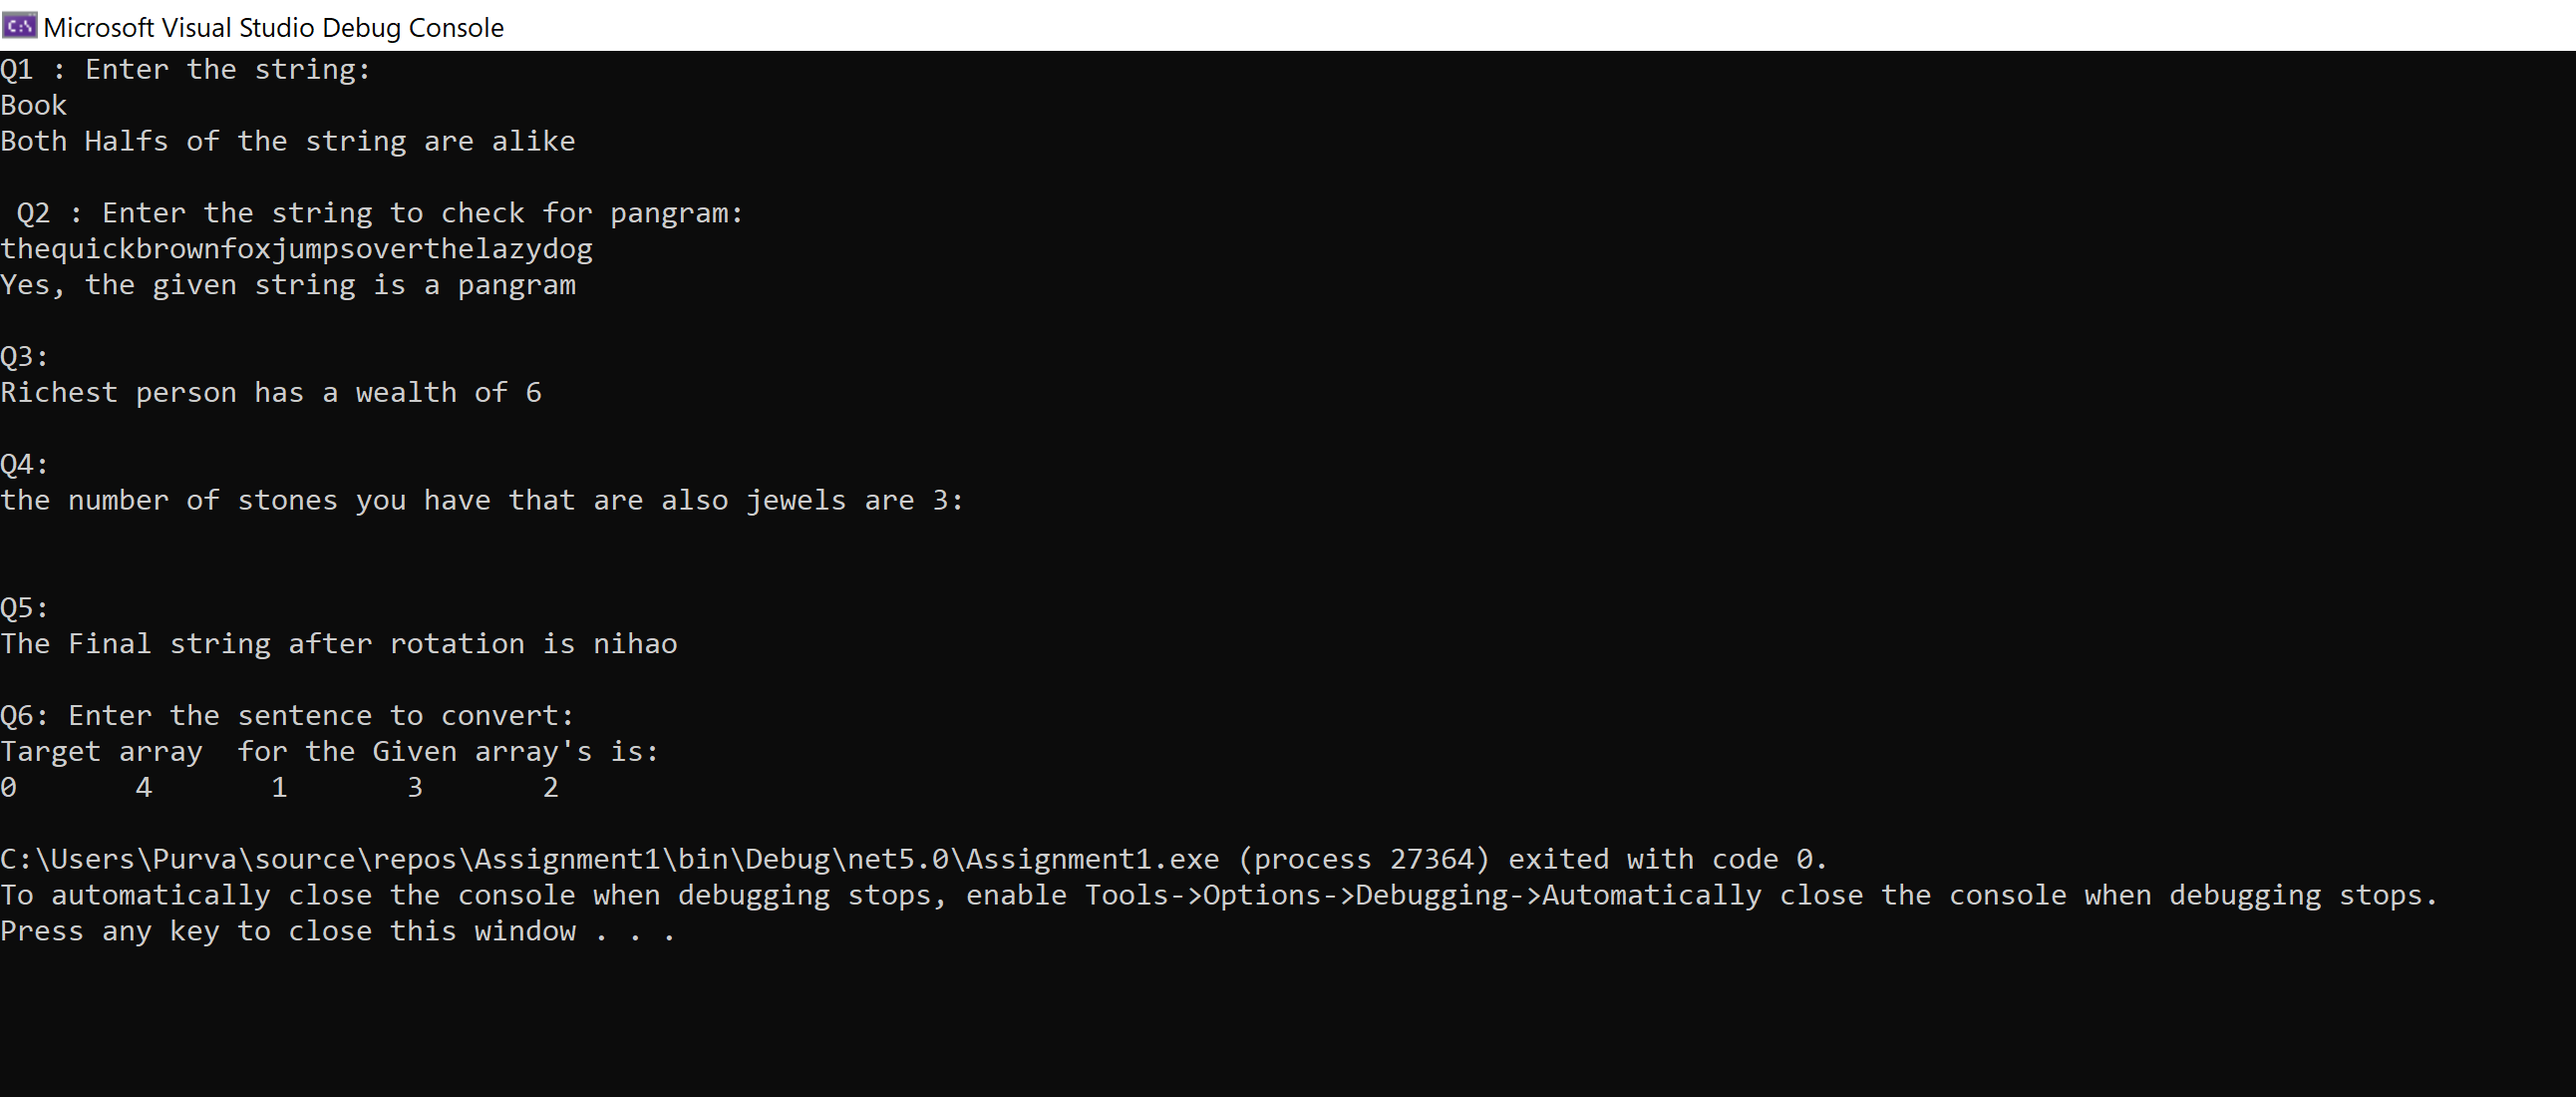 Microsoft Visual Studio Debug Console
Q1 : Enter the string:
Book
Both Halfs of the string are alike
Q2 : Enter the string to check for pangram:
thequickbrownfoxjumpsoverthelazydog
Yes, the given string is a pangram
Q3:
Richest person has a wealth of 6
Q4:
the number of stones you have that are also jewels are 3:
Q5:
The Final string after rotation is nihao
Q6: Enter the sentence to convert:
Target array  for the Given array's is:
0       4       1       3       2
C:\Users\Purva\source\repos\Assignment1\bin\Debug\net5.0\Assignment1.exe (process 27364) exited with code 0.
To automatically close the console when debugging stops, enable Tools->Options->Debugging->Automatically close the console when debugging stops.
Press any key to close this window . . .